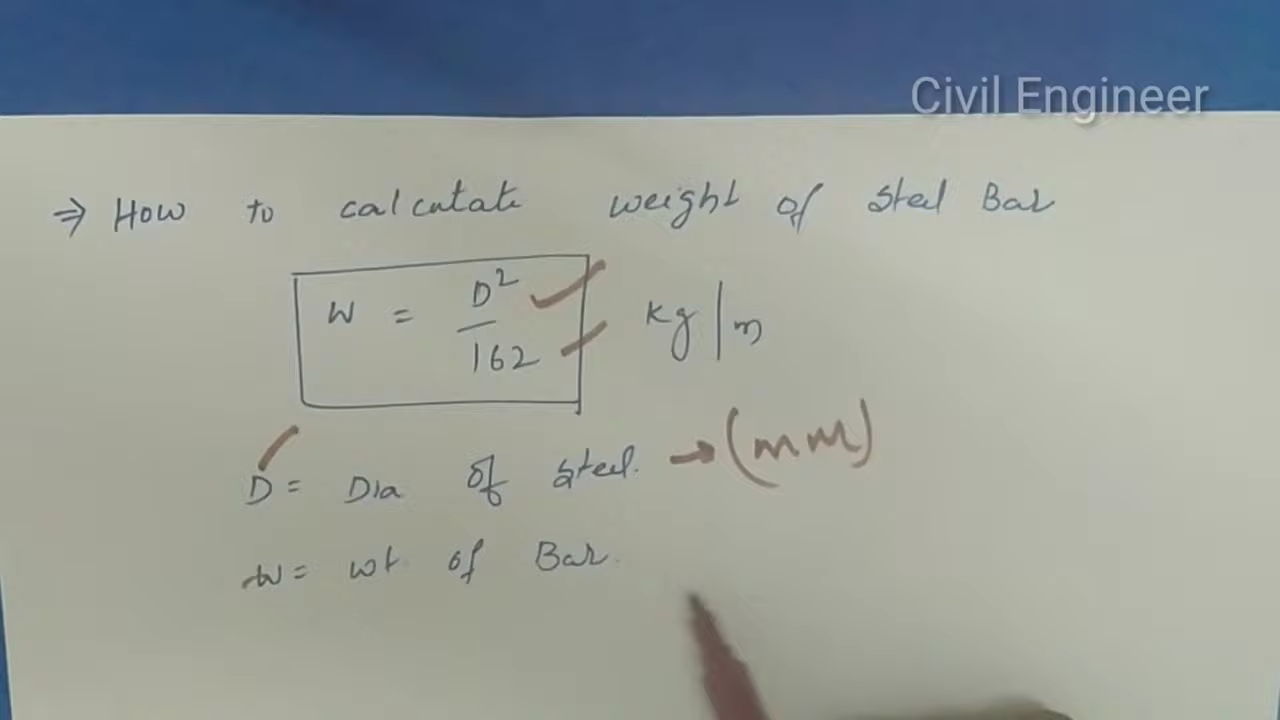 Civil Engineer
⇒ How to calcutate weight of Steel Bar
W = D²/162 kg/m
D = Dia of Steel. → (mm)
W = wt. of Bar.